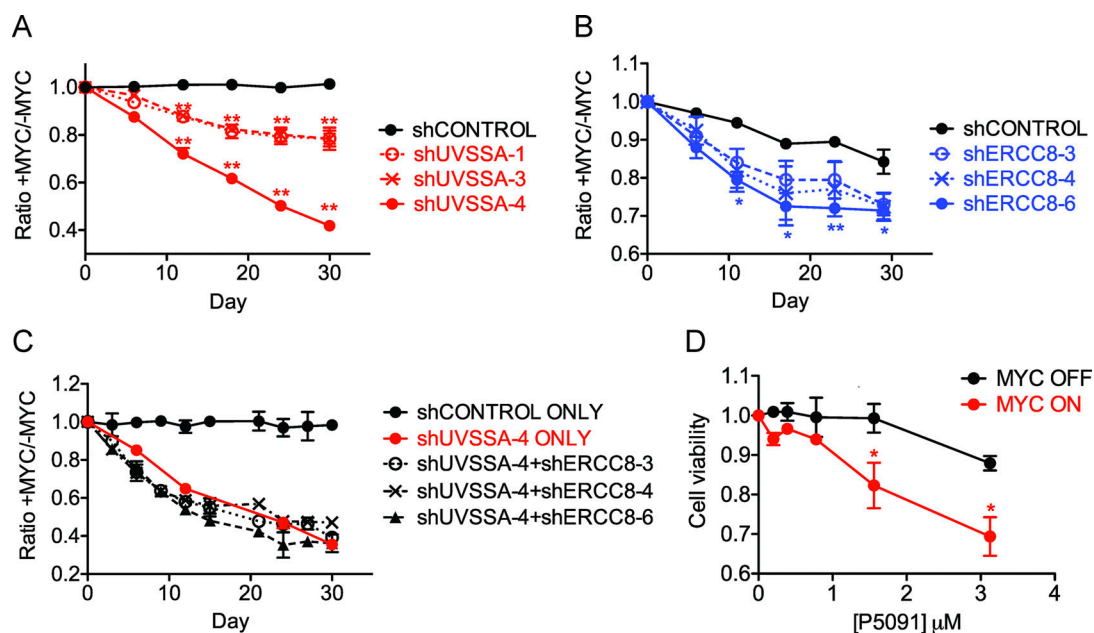 A
Ratio +MYC/-MYC
1.0
0.8
0.6
0.4
0
10
20
30
Day
**
**
**
**
**
**
**
**
shCONTROL
shUVSSA-1
shUVSSA-3
shUVSSA-4
B
Ratio +MYC/-MYC
1.0
0.9
0.8
0.7
0.6
0
10
20
30
Day
*
*
**
*
shCONTROL
shERCC8-3
shERCC8-4
shERCC8-6
C
Ratio +MYC/-MYC
1.2
1.0
0.8
0.6
0.4
0.2
0
10
20
30
Day
shCONTROL ONLY
shUVSSA-4 ONLY
shUVSSA-4+shERCC8-3
shUVSSA-4+shERCC8-4
shUVSSA-4+shERCC8-6
D
Cell viability
1.1
1.0
0.9
0.8
0.7
0.6
0
1
2
3
4
[P5091] µM
*
*
MYC OFF
MYC ON